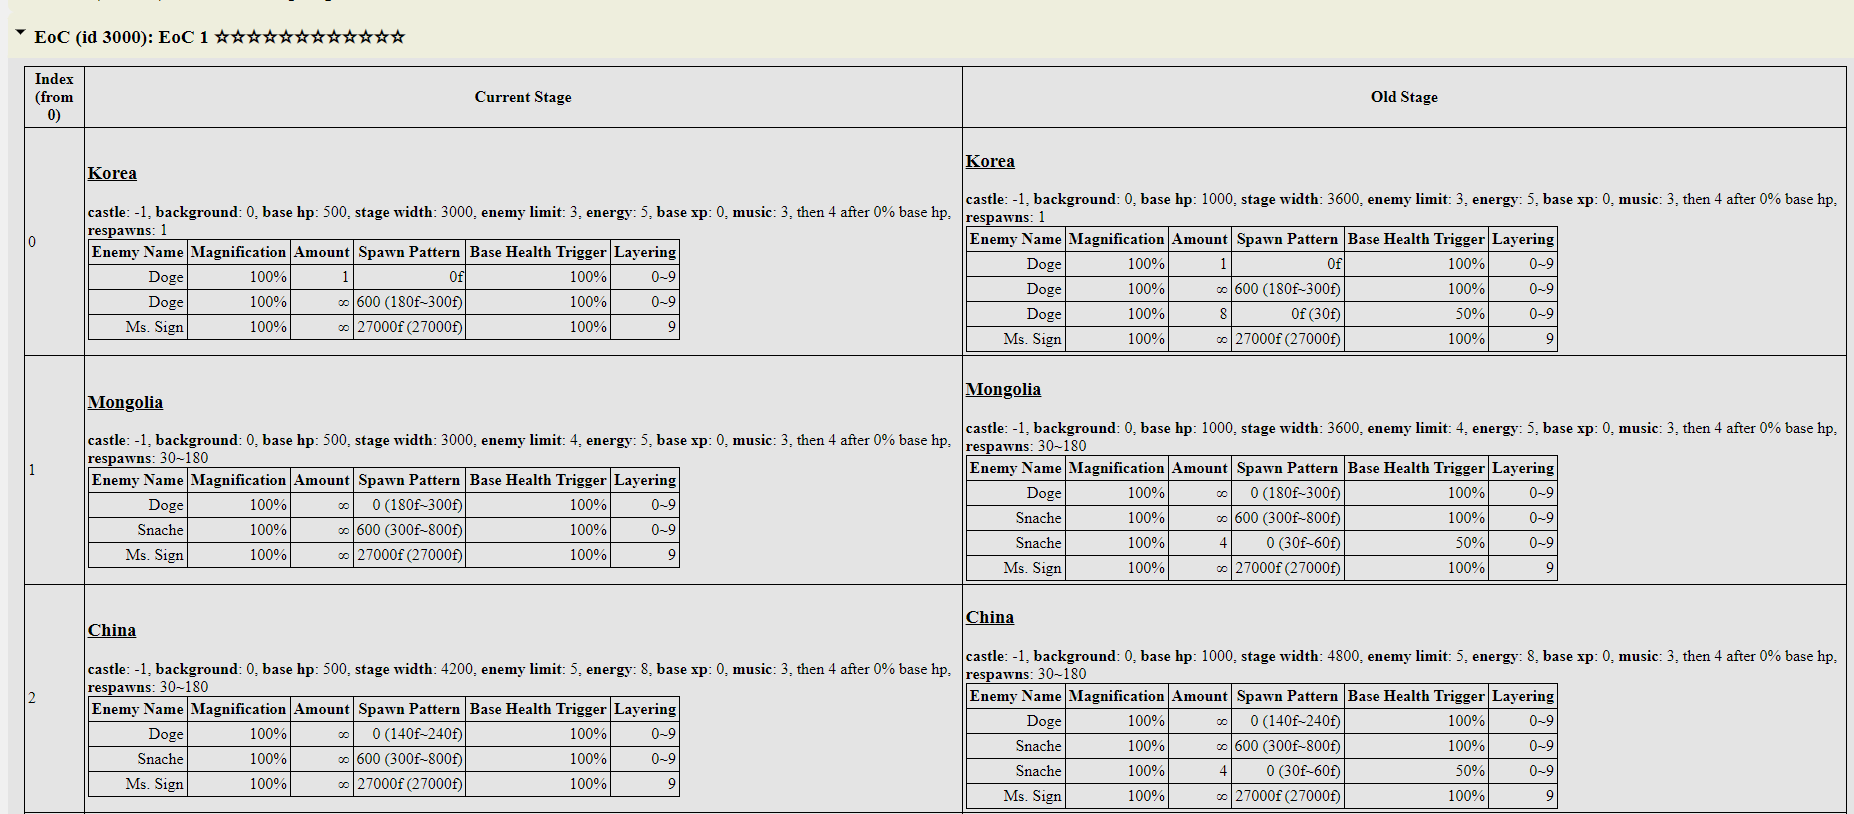 EoC (id 3000): EoC 1 ☆☆☆☆☆☆☆☆☆☆☆☆
Index (from 0) Current Stage Old Stage
0
Korea
castle: -1, background: 0, base hp: 500, stage width: 3000, enemy limit: 3, energy: 5, base xp: 0, music: 3, then 4 after 0% base hp,
respawns: 1
Enemy Name Magnification Amount Spawn Pattern Base Health Trigger Layering
Doge 100% 1 0f 100% 0~9
Doge 100% ∞ 600 (180f~300f) 100% 0~9
Ms. Sign 100% ∞ 27000f (27000f) 100% 9
Korea
castle: -1, background: 0, base hp: 1000, stage width: 3600, enemy limit: 3, energy: 5, base xp: 0, music: 3, then 4 after 0% base hp,
respawns: 1
Enemy Name Magnification Amount Spawn Pattern Base Health Trigger Layering
Doge 100% 1 0f 100% 0~9
Doge 100% ∞ 600 (180f~300f) 100% 0~9
Doge 100% 8 0f (30f) 50% 0~9
Ms. Sign 100% ∞ 27000f (27000f) 100% 9
1
Mongolia
castle: -1, background: 0, base hp: 500, stage width: 3000, enemy limit: 4, energy: 5, base xp: 0, music: 3, then 4 after 0% base hp,
respawns: 30~180
Enemy Name Magnification Amount Spawn Pattern Base Health Trigger Layering
Doge 100% ∞ 0 (180f~300f) 100% 0~9
Snache 100% ∞ 600 (300f~800f) 100% 0~9
Ms. Sign 100% ∞ 27000f (27000f) 100% 9
Mongolia
castle: -1, background: 0, base hp: 1000, stage width: 3600, enemy limit: 4, energy: 5, base xp: 0, music: 3, then 4 after 0% base hp,
respawns: 30~180
Enemy Name Magnification Amount Spawn Pattern Base Health Trigger Layering
Doge 100% ∞ 0 (180f~300f) 100% 0~9
Snache 100% ∞ 600 (300f~800f) 100% 0~9
Snache 100% 4 0 (30f~60f) 50% 0~9
Ms. Sign 100% ∞ 27000f (27000f) 100% 9
2
China
castle: -1, background: 0, base hp: 500, stage width: 4200, enemy limit: 5, energy: 8, base xp: 0, music: 3, then 4 after 0% base hp,
respawns: 30~180
Enemy Name Magnification Amount Spawn Pattern Base Health Trigger Layering
Doge 100% ∞ 0 (140f~240f) 100% 0~9
Snache 100% ∞ 600 (300f~800f) 100% 0~9
Ms. Sign 100% ∞ 27000f (27000f) 100% 9
China
castle: -1, background: 0, base hp: 1000, stage width: 4800, enemy limit: 5, energy: 8, base xp: 0, music: 3, then 4 after 0% base hp,
respawns: 30~180
Enemy Name Magnification Amount Spawn Pattern Base Health Trigger Layering
Doge 100% ∞ 0 (140f~240f) 100% 0~9
Snache 100% ∞ 600 (300f~800f) 100% 0~9
Snache 100% 4 0 (30f~60f) 50% 0~9
Ms. Sign 100% ∞ 27000f (27000f) 100% 9